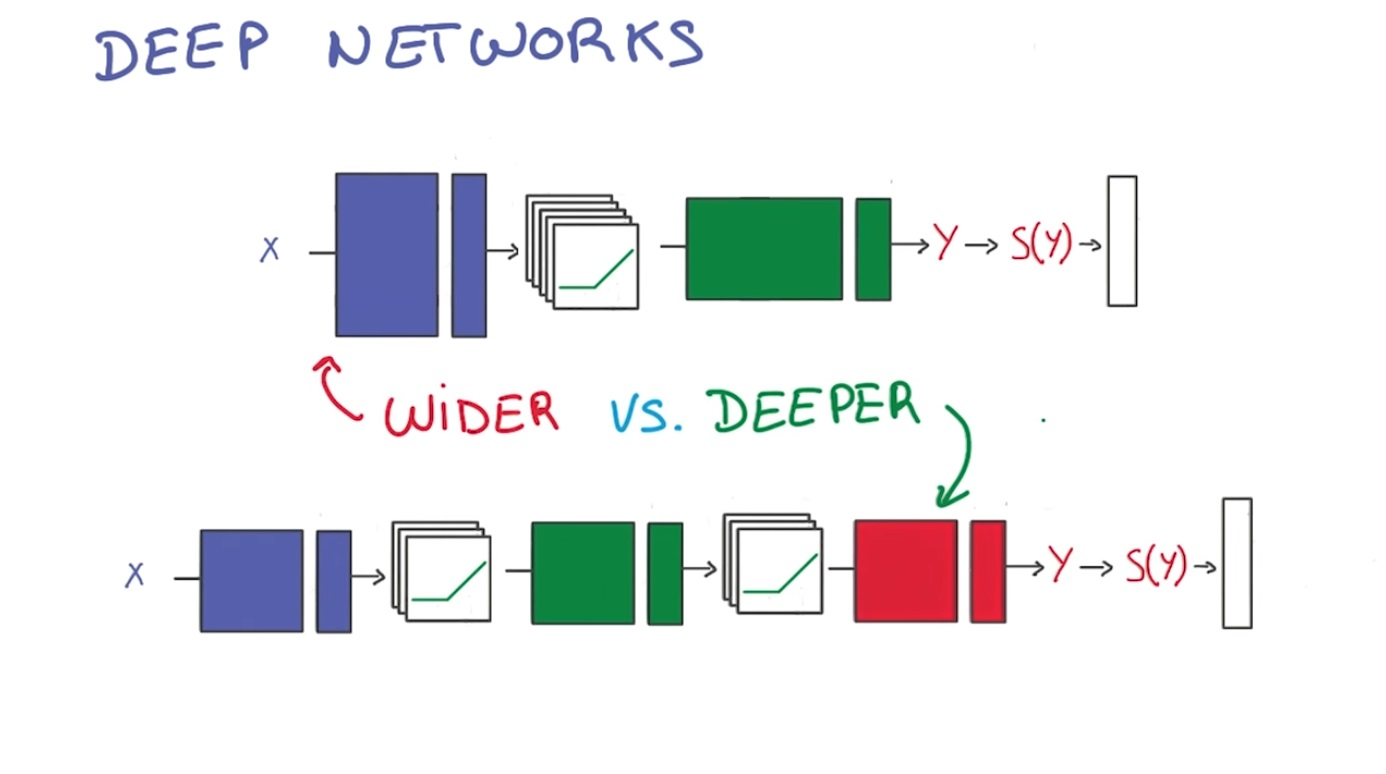 DEEP NETWORKS
X Y S(Y)
WiDER VS. DEEPER
X Y S(Y)